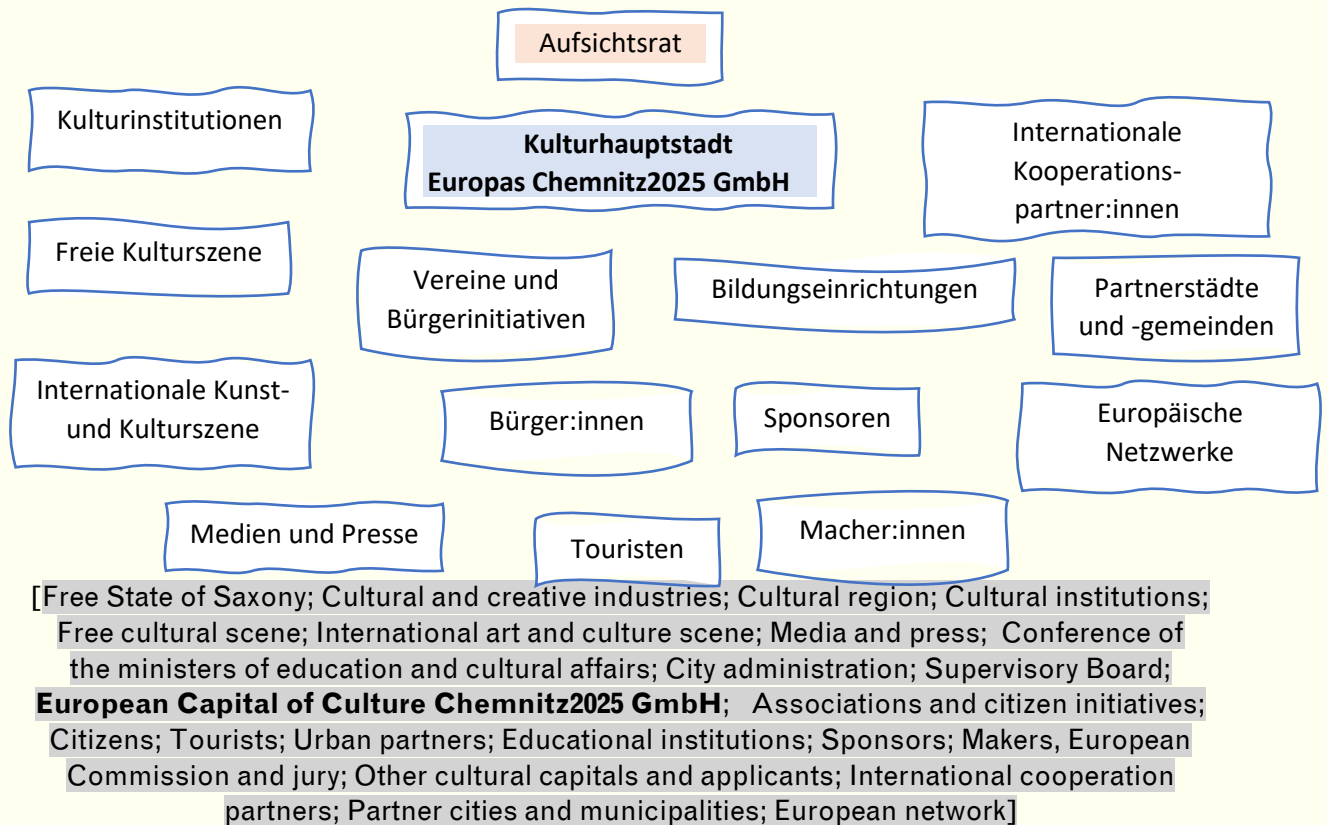 Aufsichtsrat
Kulturinstitutionen
Kulturhauptstadt
Europas Chemnitz2025 GmbH
Internationale
Kooperations-
partner:innen
Freie Kulturszene
Vereine und
Bürgerinitiativen
Bildungseinrichtungen
Partnerstädte
und -gemeinden
Internationale Kunst-
und Kulturszene
Bürger:innen
Sponsoren
Europäische
Netzwerke
Medien und Presse
Touristen
Macher:innen
[Free State of Saxony; Cultural and creative industries; Cultural region; Cultural institutions;
Free cultural scene; International art and culture scene; Media and press; Conference of
the ministers of education and cultural affairs; City administration; Supervisory Board;
European Capital of Culture Chemnitz2025 GmbH; Associations and citizen initiatives;
Citizens; Tourists; Urban partners; Educational institutions; Sponsors; Makers, European
Commission and jury; Other cultural capitals and applicants; International cooperation
partners; Partner cities and municipalities; European network]